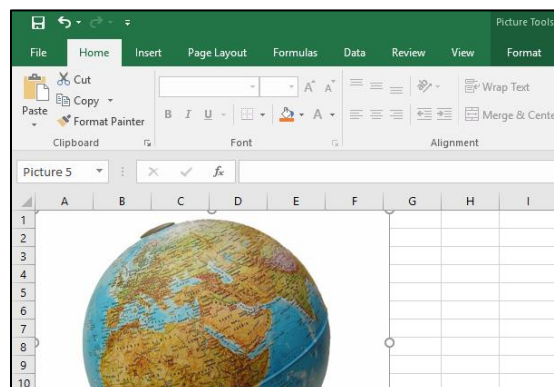 Picture Tools
File Home Insert Page Layout Formulas Data Review View Format
Cut
Copy
Format Painter
Paste
A A
Wrap Text
B I U A
Merge & Cente
Clipboard Font Alignment
Picture 5 fx
A B C D E F G H I
1
2
3
4
5
6
7
8
9
10